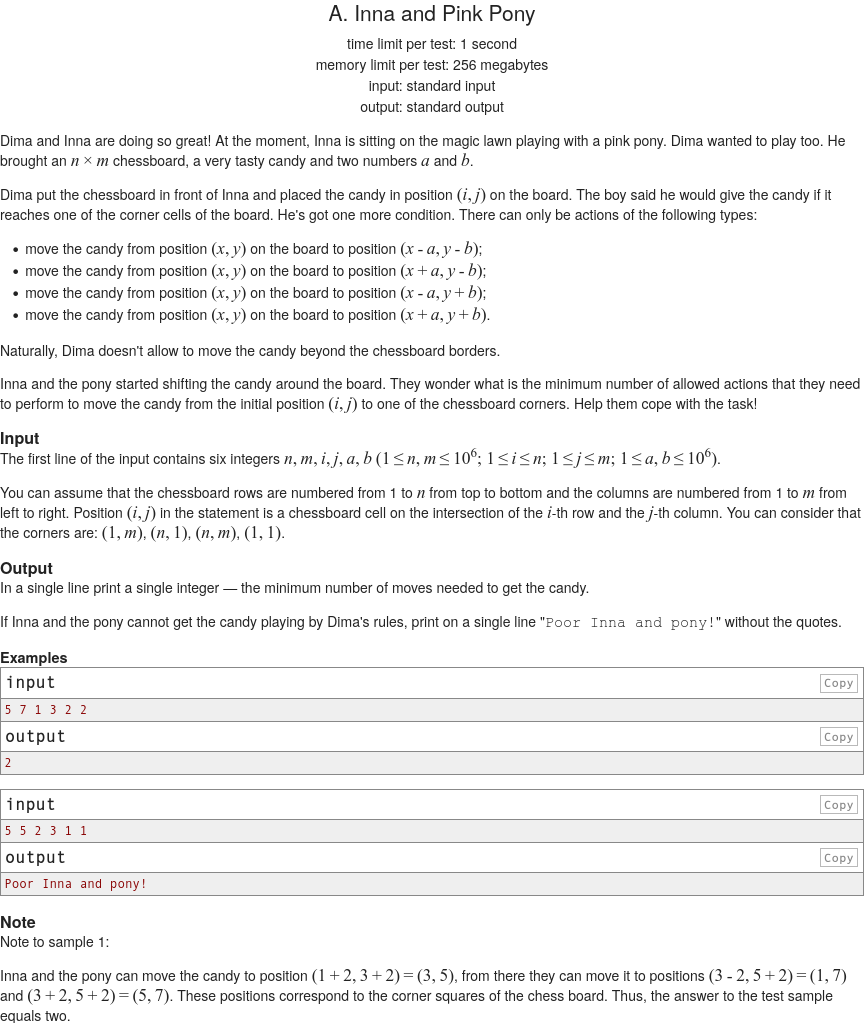 A. Inna and Pink Pony
time limit per test: 1 second
memory limit per test: 256 megabytes
input: standard input
output: standard output
Dima and Inna are doing so great! At the moment, Inna is sitting on the magic lawn playing with a pink pony. Dima wanted to play too. He
brought an n × m chessboard, a very tasty candy and two numbers a and b.
Dima put the chessboard in front of Inna and placed the candy in position (i, j) on the board. The boy said he would give the candy if it
reaches one of the corner cells of the board. He's got one more condition. There can only be actions of the following types:
• move the candy from position (x, y) on the board to position (x - a, y - b);
• move the candy from position (x, y) on the board to position (x + a, y - b);
• move the candy from position (x, y) on the board to position (x - a, y + b);
• move the candy from position (x, y) on the board to position (x + a, y + b).
Naturally, Dima doesn't allow to move the candy beyond the chessboard borders.
Inna and the pony started shifting the candy around the board. They wonder what is the minimum number of allowed actions that they need
to perform to move the candy from the initial position (i, j) to one of the chessboard corners. Help them cope with the task!
Input
The first line of the input contains six integers n, m, i, j, a, b (1 ≤ n, m ≤ 10⁶; 1 ≤ i ≤ n; 1 ≤ j ≤ m; 1 ≤ a, b ≤ 10⁶).
You can assume that the chessboard rows are numbered from 1 to n from top to bottom and the columns are numbered from 1 to m from
left to right. Position (i, j) in the statement is a chessboard cell on the intersection of the i-th row and the j-th column. You can consider that
the corners are: (1, m), (n, 1), (n, m), (1, 1).
Output
In a single line print a single integer — the minimum number of moves needed to get the candy.
If Inna and the pony cannot get the candy playing by Dima's rules, print on a single line "Poor Inna and pony!" without the quotes.
Examples
input Copy
5 7 1 3 2 2
output Copy
2
input Copy
5 5 2 3 1 1
output Copy
Poor Inna and pony!
Note
Note to sample 1:
Inna and the pony can move the candy to position (1 + 2, 3 + 2) = (3, 5), from there they can move it to positions (3 - 2, 5 + 2) = (1, 7)
and (3 + 2, 5 + 2) = (5, 7). These positions correspond to the corner squares of the chess board. Thus, the answer to the test sample
equals two.